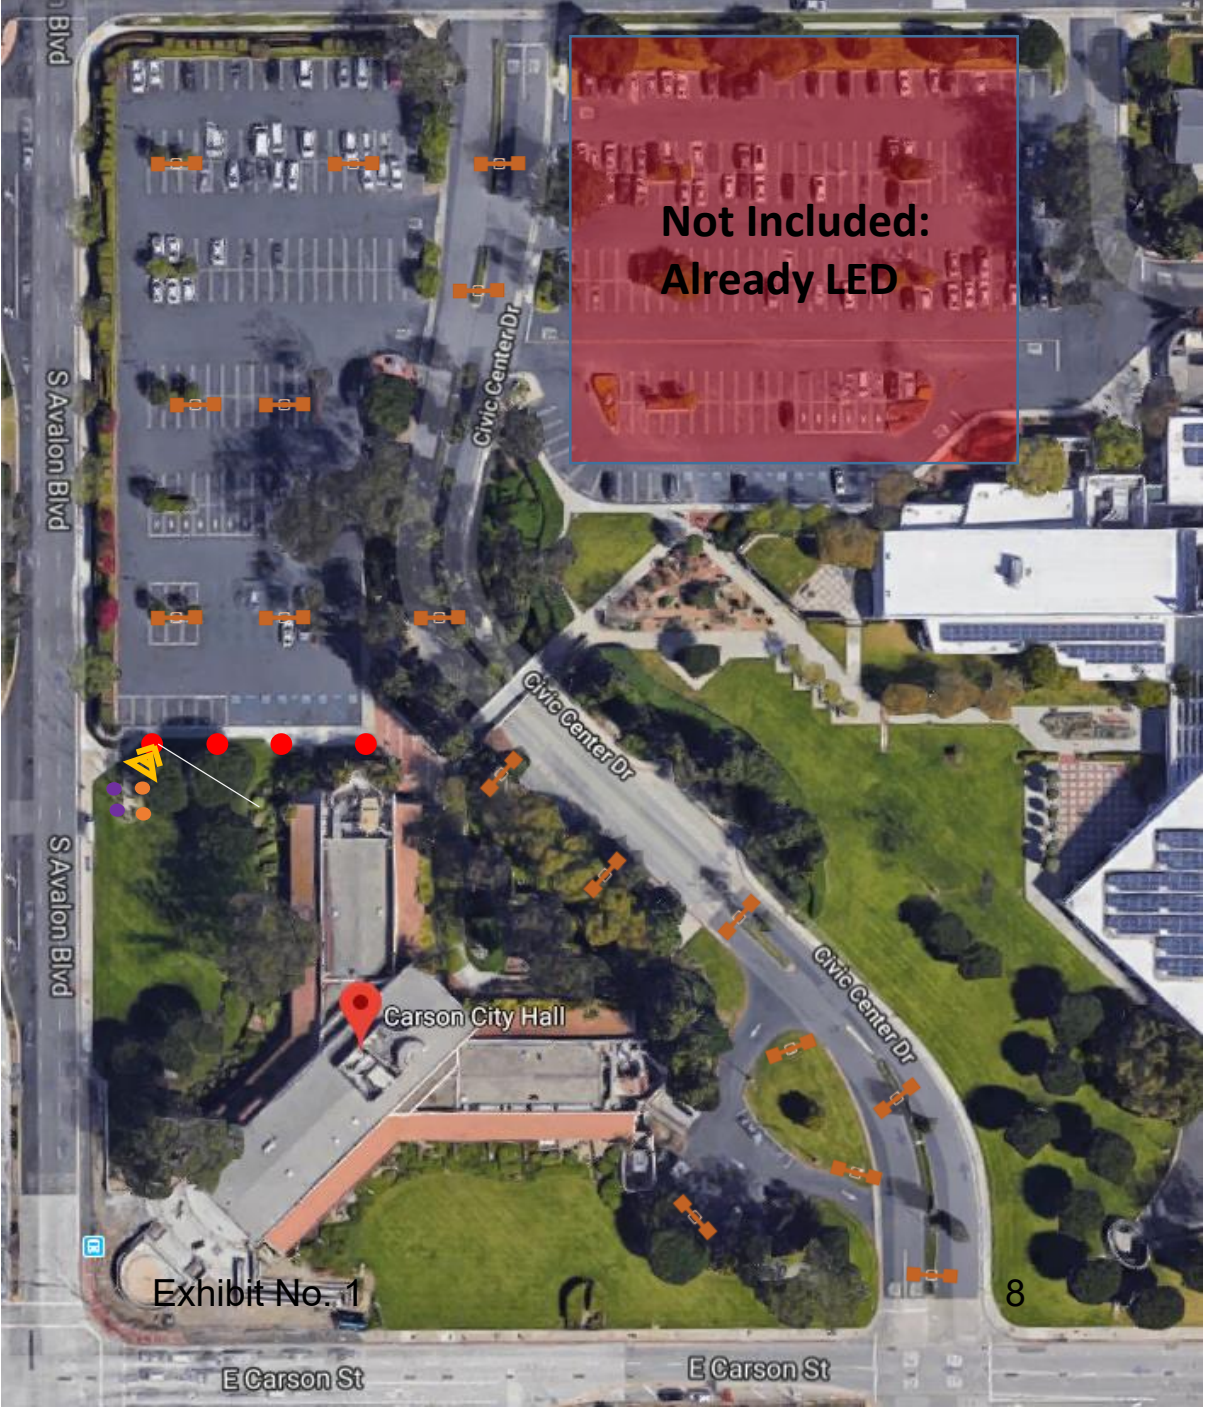 n Blvd
Not Included:
Already LED
Civic Center Dr
S Avalon Blvd
Civic Center Dr
S Avalon Blvd
Civic Center Dr
Carson City Hall
Exhibit No. 1
8
E Carson St
E Carson St